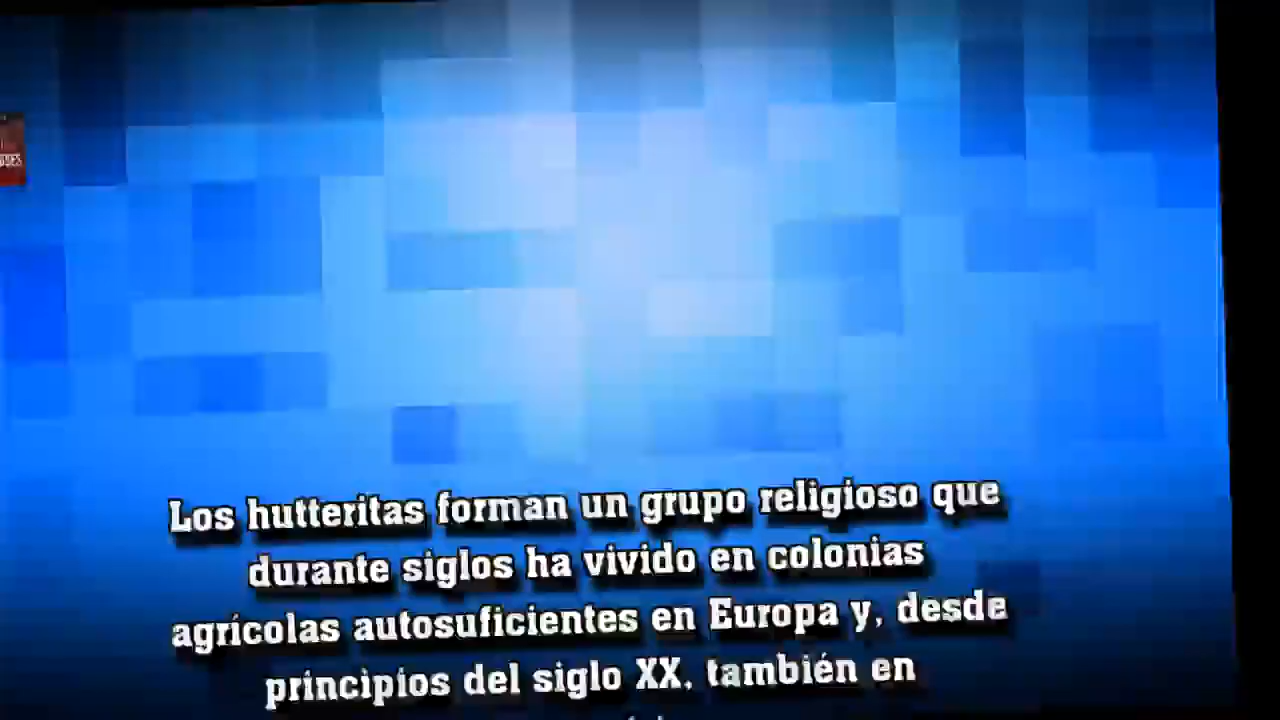 Los hutteritas forman un grupo religioso que
durante siglos ha vivido en colonias
agrícolas autosuficientes en Europa y, desde
principios del siglo XX, también en